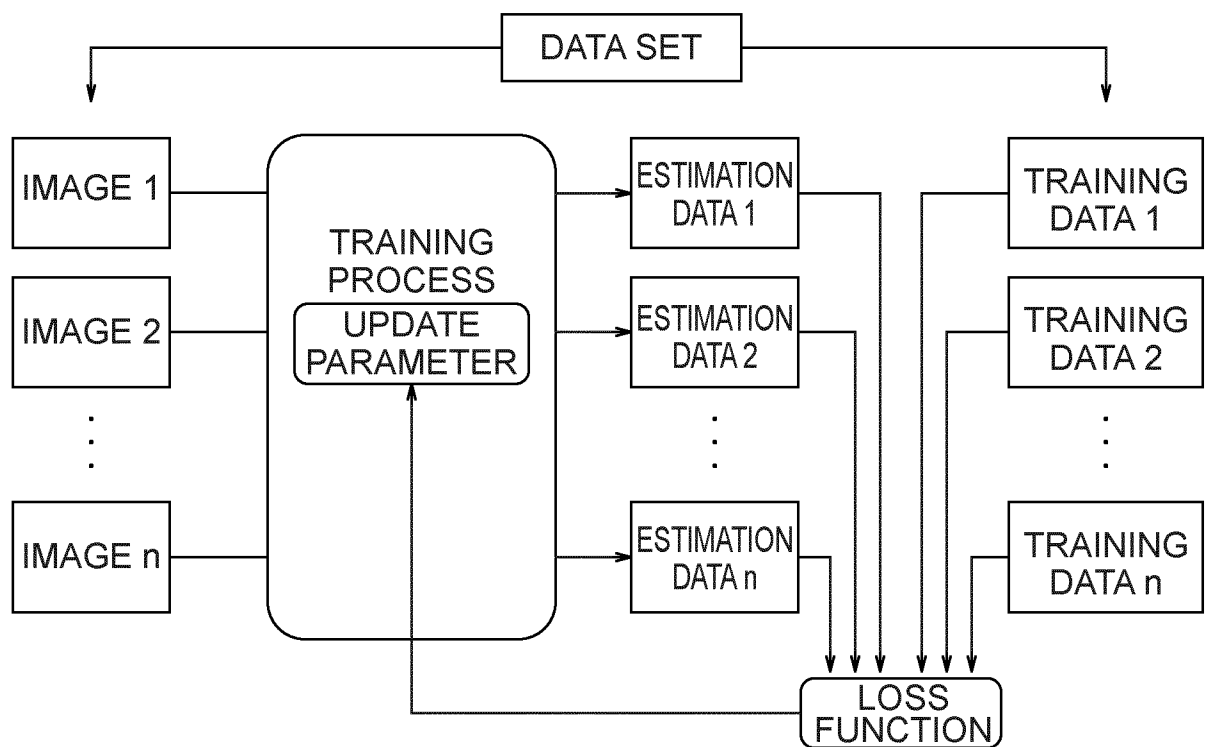 DATA SET
IMAGE 1
TRAINING
PROCESS
UPDATE
PARAMETER
ESTIMATION
DATA 1
TRAINING
DATA 1
IMAGE 2
ESTIMATION
DATA 2
TRAINING
DATA 2
IMAGE n
ESTIMATION
DATA n
TRAINING
DATA n
LOSS
FUNCTION